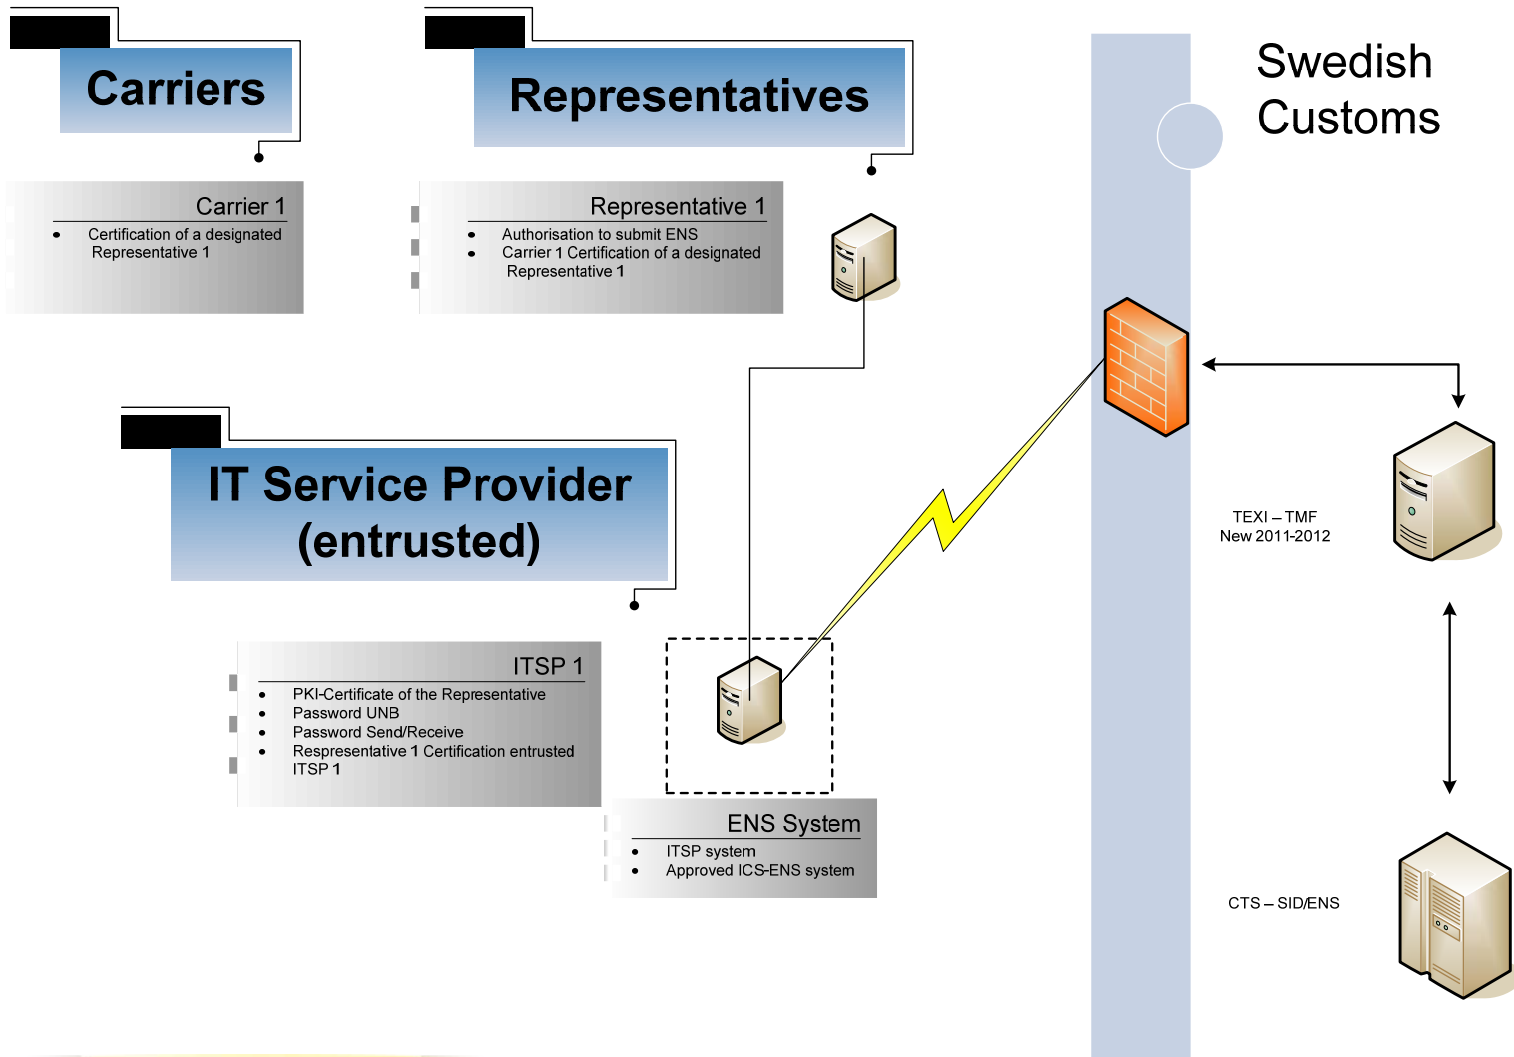 Carriers
Representatives
Swedish
Customs
Carrier 1
Certification of a designated
Representative 1
Representative 1
Authorisation to submit ENS
Carrier 1 Certification of a designated
Representative 1
IT Service Provider
(entrusted)
TEXI – TMF
New 2011-2012
ITSP 1
PKI-Certificate of the Representative
Password UNB
Password Send/Receive
Respresentative 1 Certification entrusted
ITSP 1
ENS System
ITSP system
Approved ICS-ENS system
CTS – SID/ENS